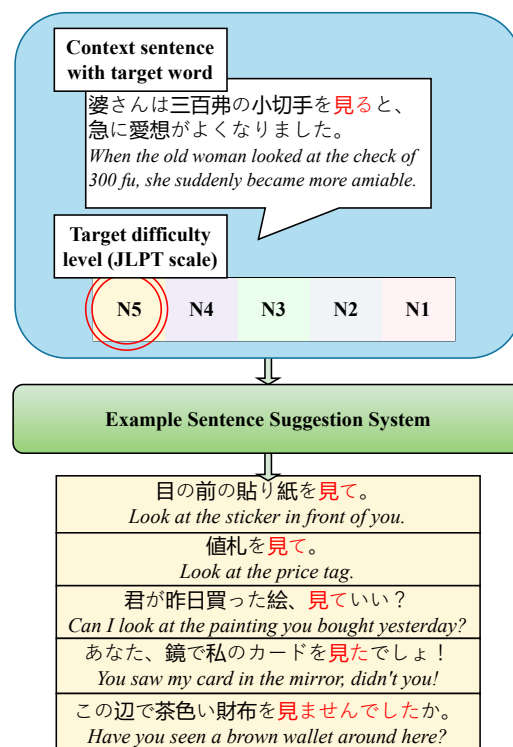 Context sentence
with target word
婆さんは三百弗の小切手を見ると、
急に愛想がよくなりました。
When the old woman looked at the check of
300 fu, she suddenly became more amiable.
Target difficulty
level (JLPT scale)
N5 N4 N3 N2 N1
Example Sentence Suggestion System
目の前の貼り紙を見て。
Look at the sticker in front of you.
値札を見て。
Look at the price tag.
君が昨日買った絵、見ていい？
Can I look at the painting you bought yesterday?
あなた、鏡で私のカードを見たでしょ！
You saw my card in the mirror, didn't you!
この辺で茶色い財布を見ませんでしたか。
Have you seen a brown wallet around here?